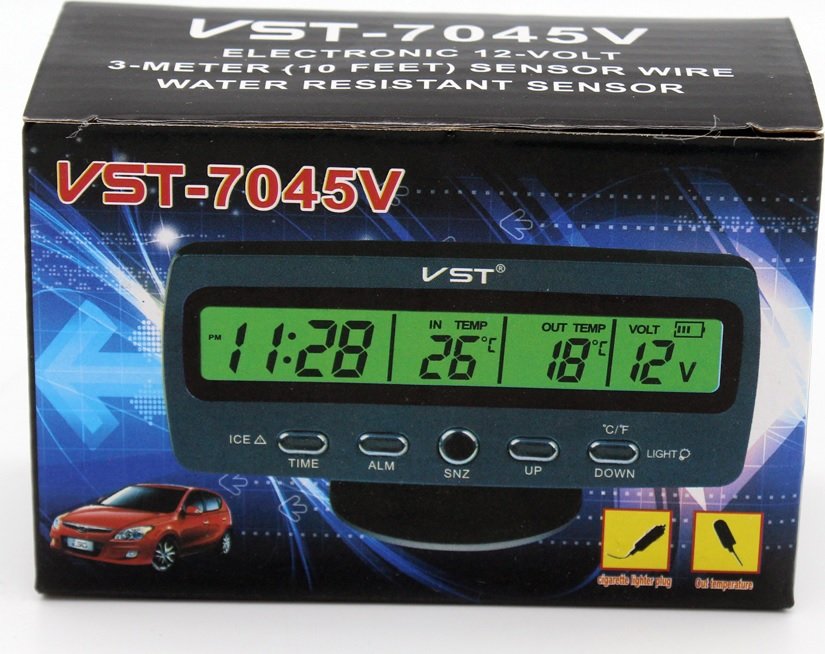 VST-7045V
ELECTRONIC 12-VOLT
3-METER (10 FEET) SENSOR WIRE
WATER RESISTANT SENSOR
VST-7045V
VST®
PM 11:28
IN TEMP 26°C
OUT TEMP 18°C
VOLT 12V
ICE
°C/°F
LIGHT
TIME ALM SNZ UP DOWN
cigarette lighter plug
Out temperature